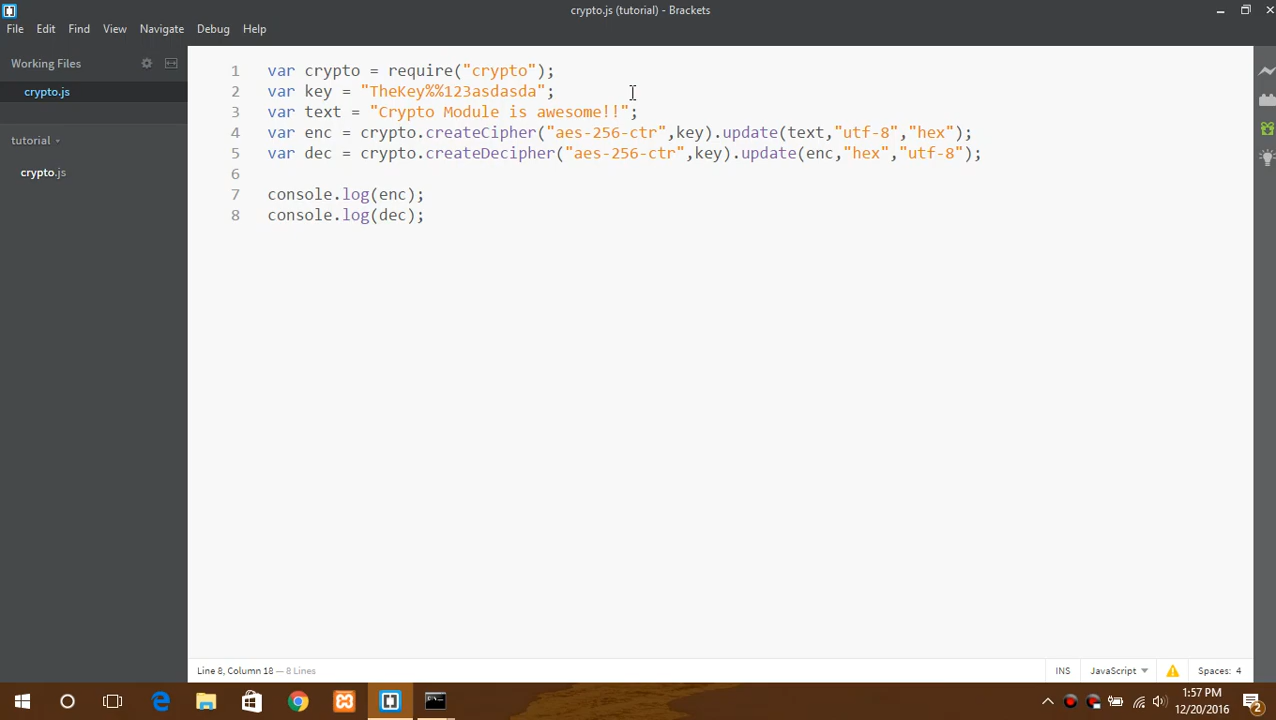 crypto.js (tutorial) - Brackets
File Edit Find View Navigate Debug Help
Working Files
crypto.js
tutorial
crypto.js
1 var crypto = require("crypto");
2 var key = "TheKey%%123asdasda";
3 var text = "Crypto Module is awesome!!";
4 var enc = crypto.createCipher("aes-256-ctr",key).update(text,"utf-8","hex");
5 var dec = crypto.createDecipher("aes-256-ctr",key).update(enc,"hex","utf-8");
6
7 console.log(enc);
8 console.log(dec);
Line 8, Column 18 — 8 Lines
INS JavaScript Spaces: 4
1:57 PM
12/20/2016
2